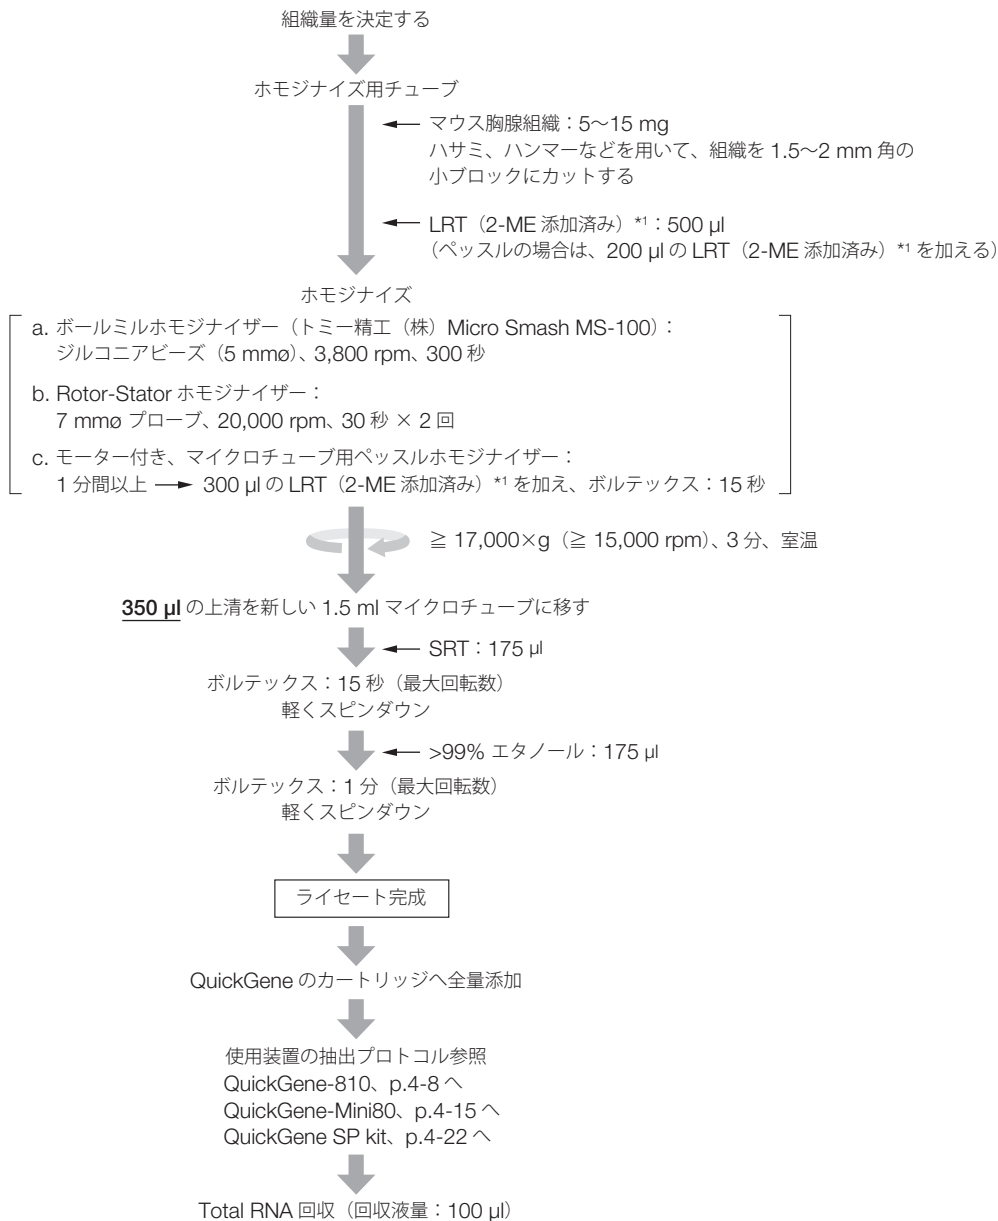 組織量を決定する
ホモジナイズ用チューブ
マウス胸腺組織：5〜15 mg
ハサミ、ハンマーなどを用いて、組織を 1.5〜2 mm 角の
小ブロックにカットする
LRT（2-ME 添加済み）*1：500 µl
（ペッスルの場合は、200 µl の LRT（2-ME 添加済み）*1 を加える）
ホモジナイズ
a. ボールミルホモジナイザー（トミー精工（株）Micro Smash MS-100）：
ジルコニアビーズ（5 mmø）、3,800 rpm、300 秒
b. Rotor-Stator ホモジナイザー：
7 mmø プローブ、20,000 rpm、30 秒 × 2 回
c. モーター付き、マイクロチューブ用ペッスルホモジナイザー：
1 分間以上 → 300 µl の LRT（2-ME 添加済み）*1 を加え、ボルテックス：15 秒
≧ 17,000×g（≧ 15,000 rpm）、3 分、室温
350 µl の上清を新しい 1.5 ml マイクロチューブに移す
SRT：175 µl
ボルテックス：15 秒（最大回転数）
軽くスピンダウン
>99% エタノール：175 µl
ボルテックス：1 分（最大回転数）
軽くスピンダウン
ライセート完成
QuickGene のカートリッジへ全量添加
使用装置の抽出プロトコル参照
QuickGene-810、p.4-8 へ
QuickGene-Mini80、p.4-15 へ
QuickGene SP kit、p.4-22 へ
Total RNA 回収（回収液量：100 µl）